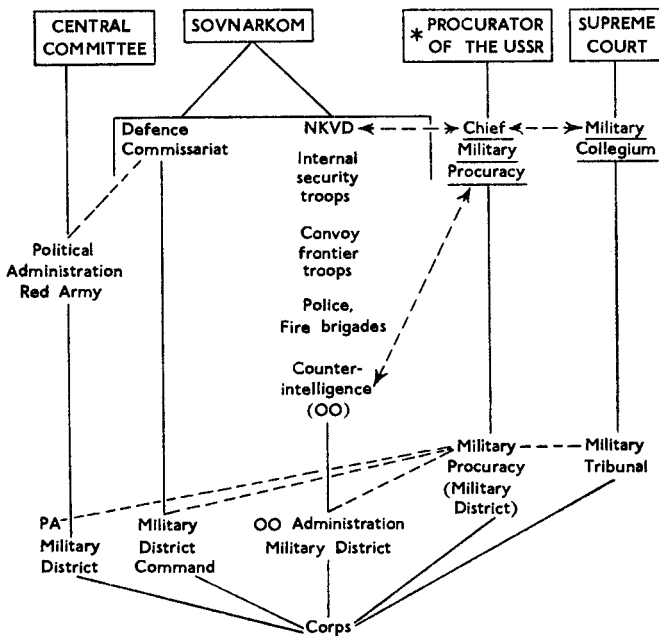 CENTRAL
COMMITTEE
SOVNARKOM
* PROCURATOR
OF THE USSR
SUPREME
COURT
Defence
Commissariat
NKVD
Chief
Military
Procuracy
Military
Collegium
Internal
security
troops
Political
Administration
Red Army
Convoy
frontier
troops
Police,
Fire brigades
Counter-
intelligence
(OO)
Military
Procuracy
(Military
District)
Military
Tribunal
PA
Military
District
Military
District
Command
OO Administration
Military District
Corps